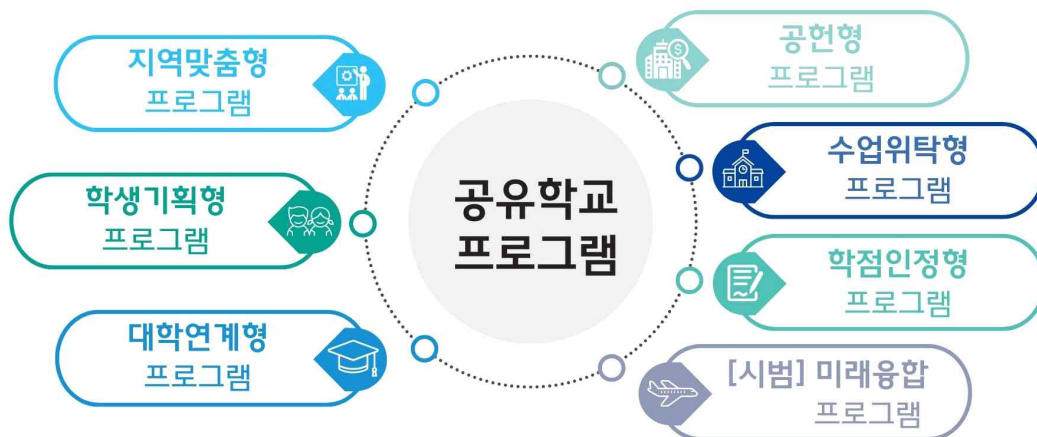 지역맞춤형
프로그램
학생기획형
프로그램
대학연계형
프로그램
공유학교
프로그램
공헌형
프로그램
수업위탁형
프로그램
학점인정형
프로그램
[시범] 미래융합
프로그램